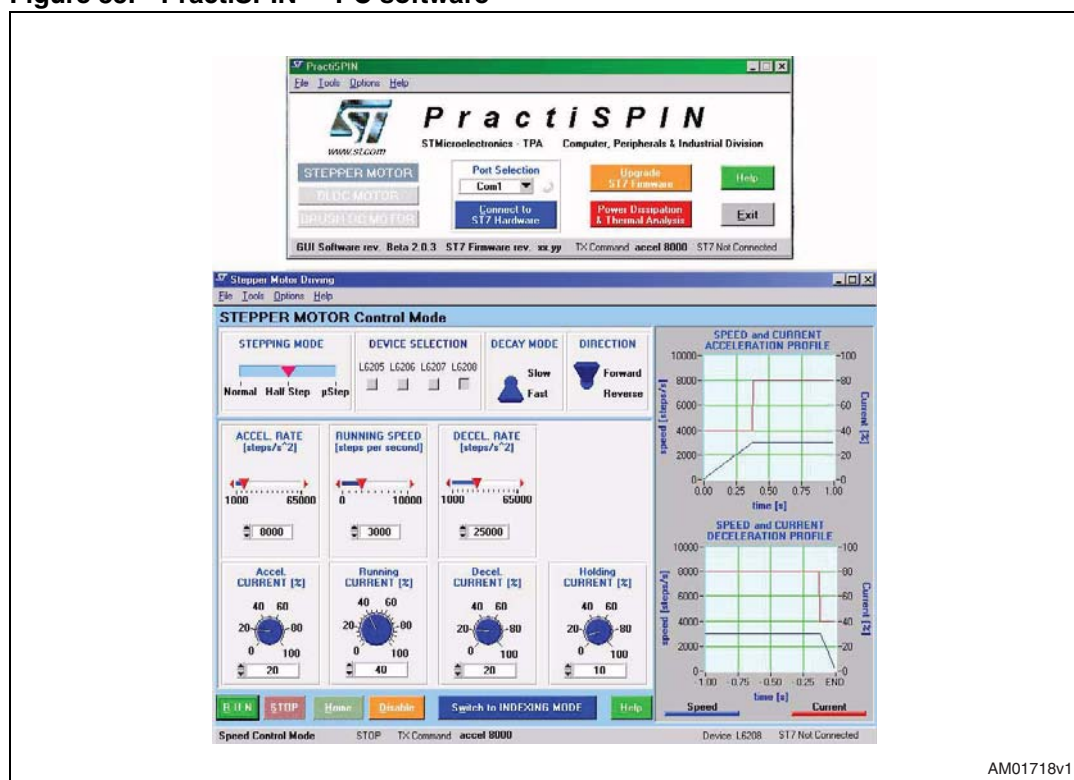 PractiSPIN
File Tools Options Help
ST
www.st.com
PractiSPIN
STMicroelectronics - TPA Computer, Peripherals & Industrial Division
STEPPER MOTOR
BLDC MOTOR
BRUSH DC MOTOR
Port Selection
Com1
Connect to
ST7 Hardware
Upgrade
ST7 Firmware
Power Dissipation
& Thermal Analysis
Help
Exit
GUI Software rev. Beta 2.0.3 ST7 Firmware rev. xx.yy TX Command accel 8000 ST7 Not Connected
Stepper Motor Driving
File Tools Options Help
STEPPER MOTOR Control Mode
STEPPING MODE
Normal Half Step µStep
DEVICE SELECTION
L6205 L6206 L6207 L6208
DECAY MODE
Slow
Fast
DIRECTION
Forward
Reverse
ACCEL. RATE
[steps/s^2]
1000 65000
8000
RUNNING SPEED
[steps per second]
0 10000
3000
DECEL. RATE
[steps/s^2]
1000 65000
25000
Accel.
CURRENT [%]
40 60
20 80
0 100
20
Running
CURRENT [%]
40 60
20 80
0 100
40
Decel.
CURRENT [%]
40 60
20 80
0 100
20
Holding
CURRENT [%]
40 60
20 80
0 100
10
SPEED and CURRENT
ACCELERATION PROFILE
10000 100
8000 80
6000 60
4000 40
2000 20
0 0
0.00 0.25 0.50 0.75 1.00
time [s]
speed [steps/s]
Current [%]
SPEED and CURRENT
DECELERATION PROFILE
10000 100
8000 80
6000 60
4000 40
2000 20
0 0
-1.00 -0.75 -0.50 -0.25 END
time [s]
speed [steps/s]
Current [%]
Speed Current
RUN STOP Home Disable Switch to INDEXING MODE Help
Speed Control Mode STOP TX Command accel 8000 Device L6208 ST7 Not Connected
AM01718v1